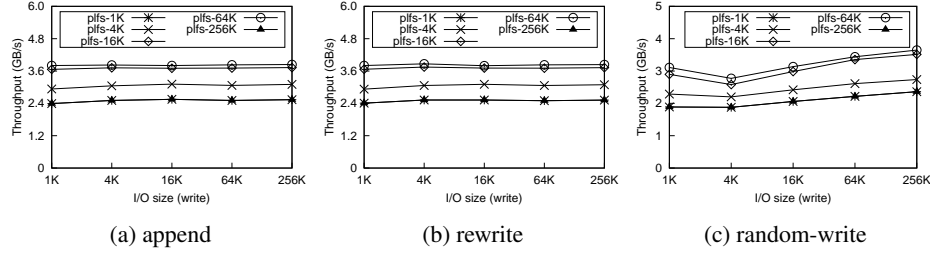 6.0
4.8
3.6
2.4
1.2
0
Throughput (GB/s)
plfs-1K
plfs-4K
plfs-16K
plfs-64K
plfs-256K
1K 4K 16K 64K 256K
I/O size (write)
(a) append
6.0
4.8
3.6
2.4
1.2
0
Throughput (GB/s)
plfs-1K
plfs-4K
plfs-16K
plfs-64K
plfs-256K
1K 4K 16K 64K 256K
I/O size (write)
(b) rewrite
5
4
3
2
1
0
Throughput (GB/s)
plfs-1K
plfs-4K
plfs-16K
plfs-64K
plfs-256K
1K 4K 16K 64K 256K
I/O size (write)
(c) random-write